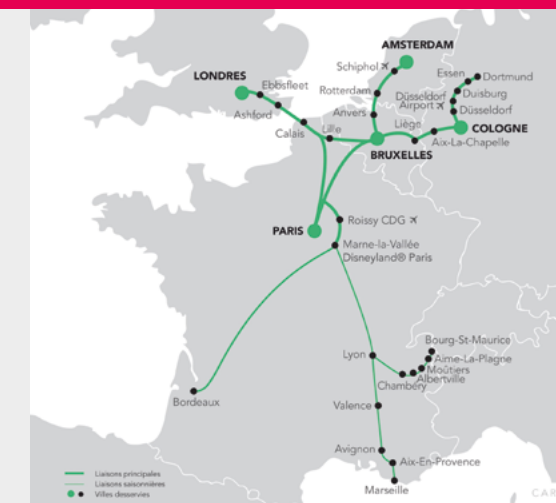 AMSTERDAM
Schiphol
LONDRES
Ebbsfleet
Essen
Dortmund
Rotterdam
Düsseldorf
Airport
Duisburg
Ashford
Anvers
Düsseldorf
Calais
Lille
Liège
COLOGNE
Aix-La-Chapelle
BRUXELLES
Roissy CDG
PARIS
Marne-la-Vallée
Disneyland® Paris
Bourg-St-Maurice
Lyon
Aime-La-Plagne
Moûtiers
Albertville
Chambéry
Bordeaux
Valence
Avignon
Aix-En-Provence
Marseille
Liaisons principales
Liaisons saisonnières
Villes desservies
CAR